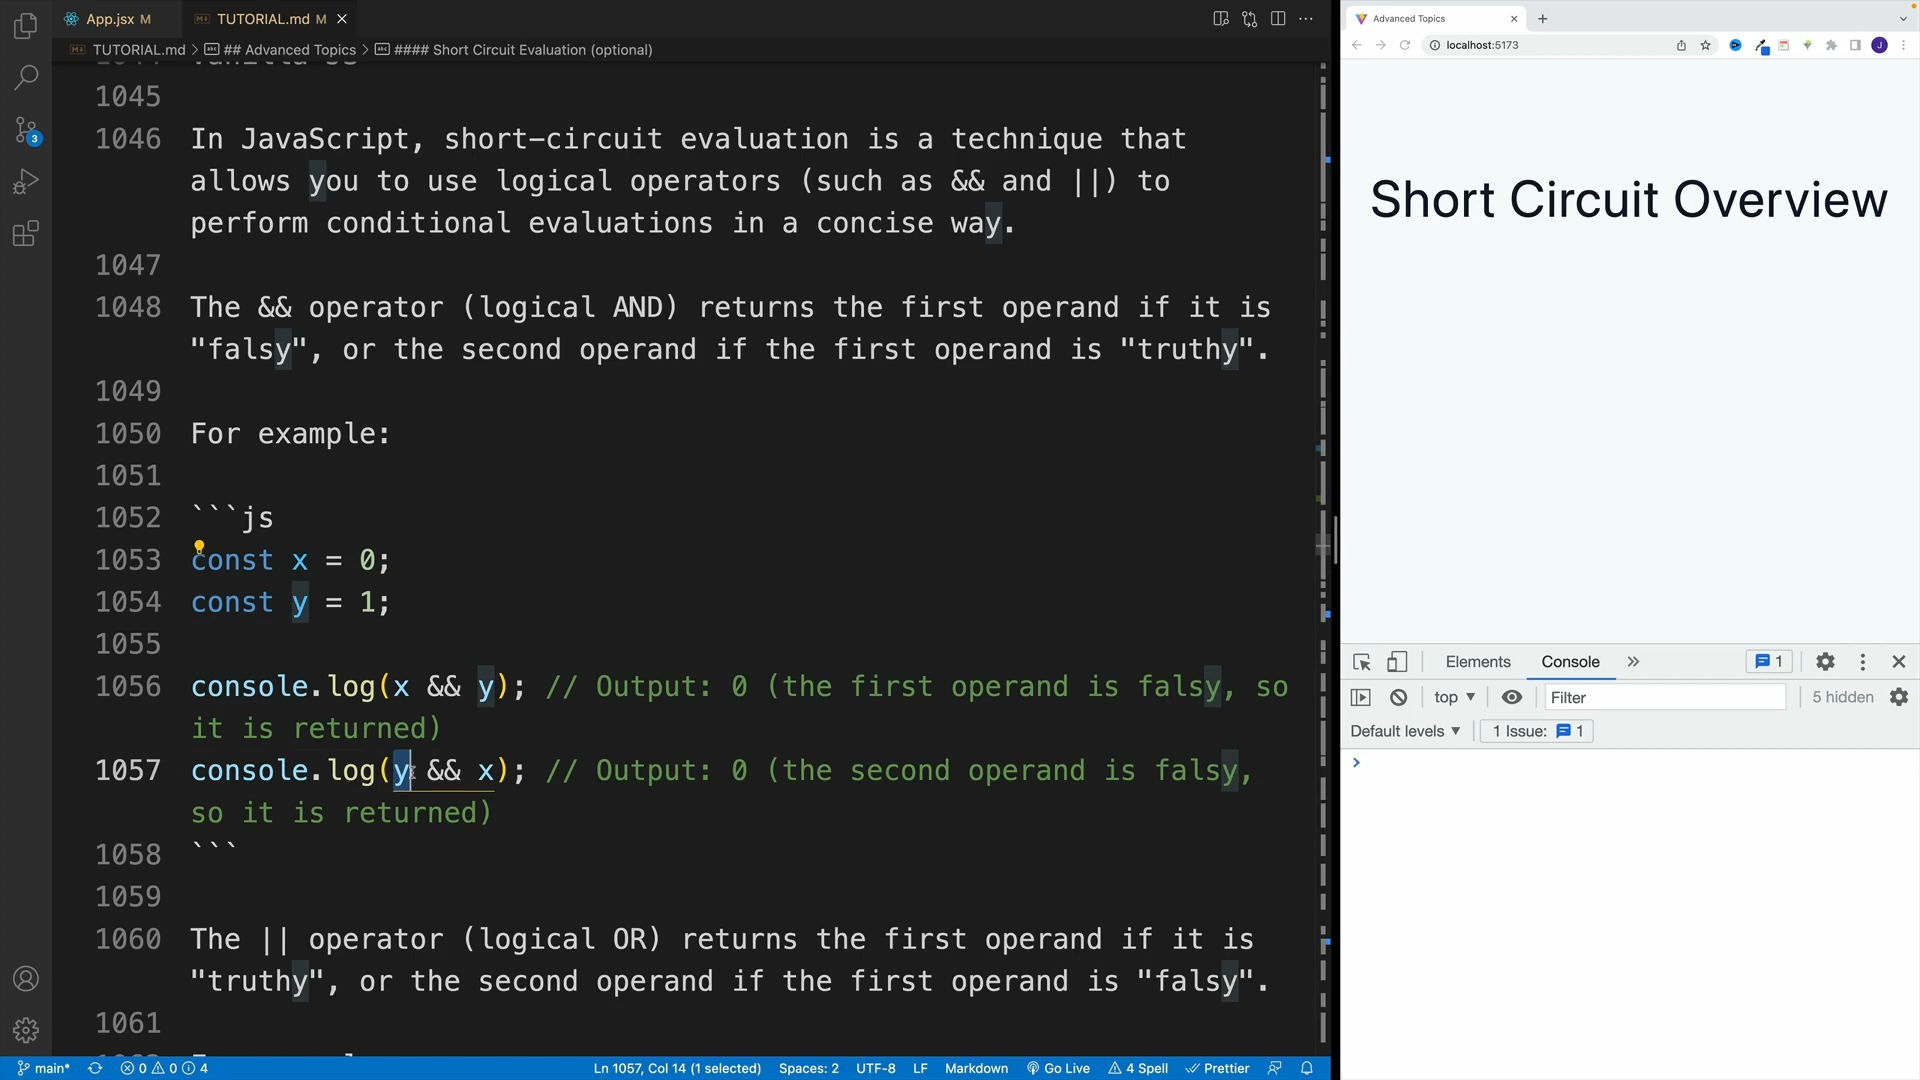 App.jsx M
TUTORIAL.md M
TUTORIAL.md > ## Advanced Topics > #### Short Circuit Evaluation (optional)
1045
1046 In JavaScript, short-circuit evaluation is a technique that
allows you to use logical operators (such as && and ||) to
perform conditional evaluations in a concise way.
1047
1048 The && operator (logical AND) returns the first operand if it is
"falsy", or the second operand if the first operand is "truthy".
1049
1050 For example:
1051
1052 ```js
1053 const x = 0;
1054 const y = 1;
1055
1056 console.log(x && y); // Output: 0 (the first operand is falsy, so
it is returned)
1057 console.log(y && x); // Output: 0 (the second operand is falsy,
so it is returned)
1058 ```
1059
1060 The || operator (logical OR) returns the first operand if it is
"truthy", or the second operand if the first operand is "falsy".
1061
3
main* 0 0 4
Ln 1057, Col 14 (1 selected) Spaces: 2 UTF-8 LF Markdown Go Live 4 Spell Prettier
Advanced Topics
localhost:5173
J
Short Circuit Overview
Elements Console 1
top Filter 5 hidden
Default levels 1 Issue: 1